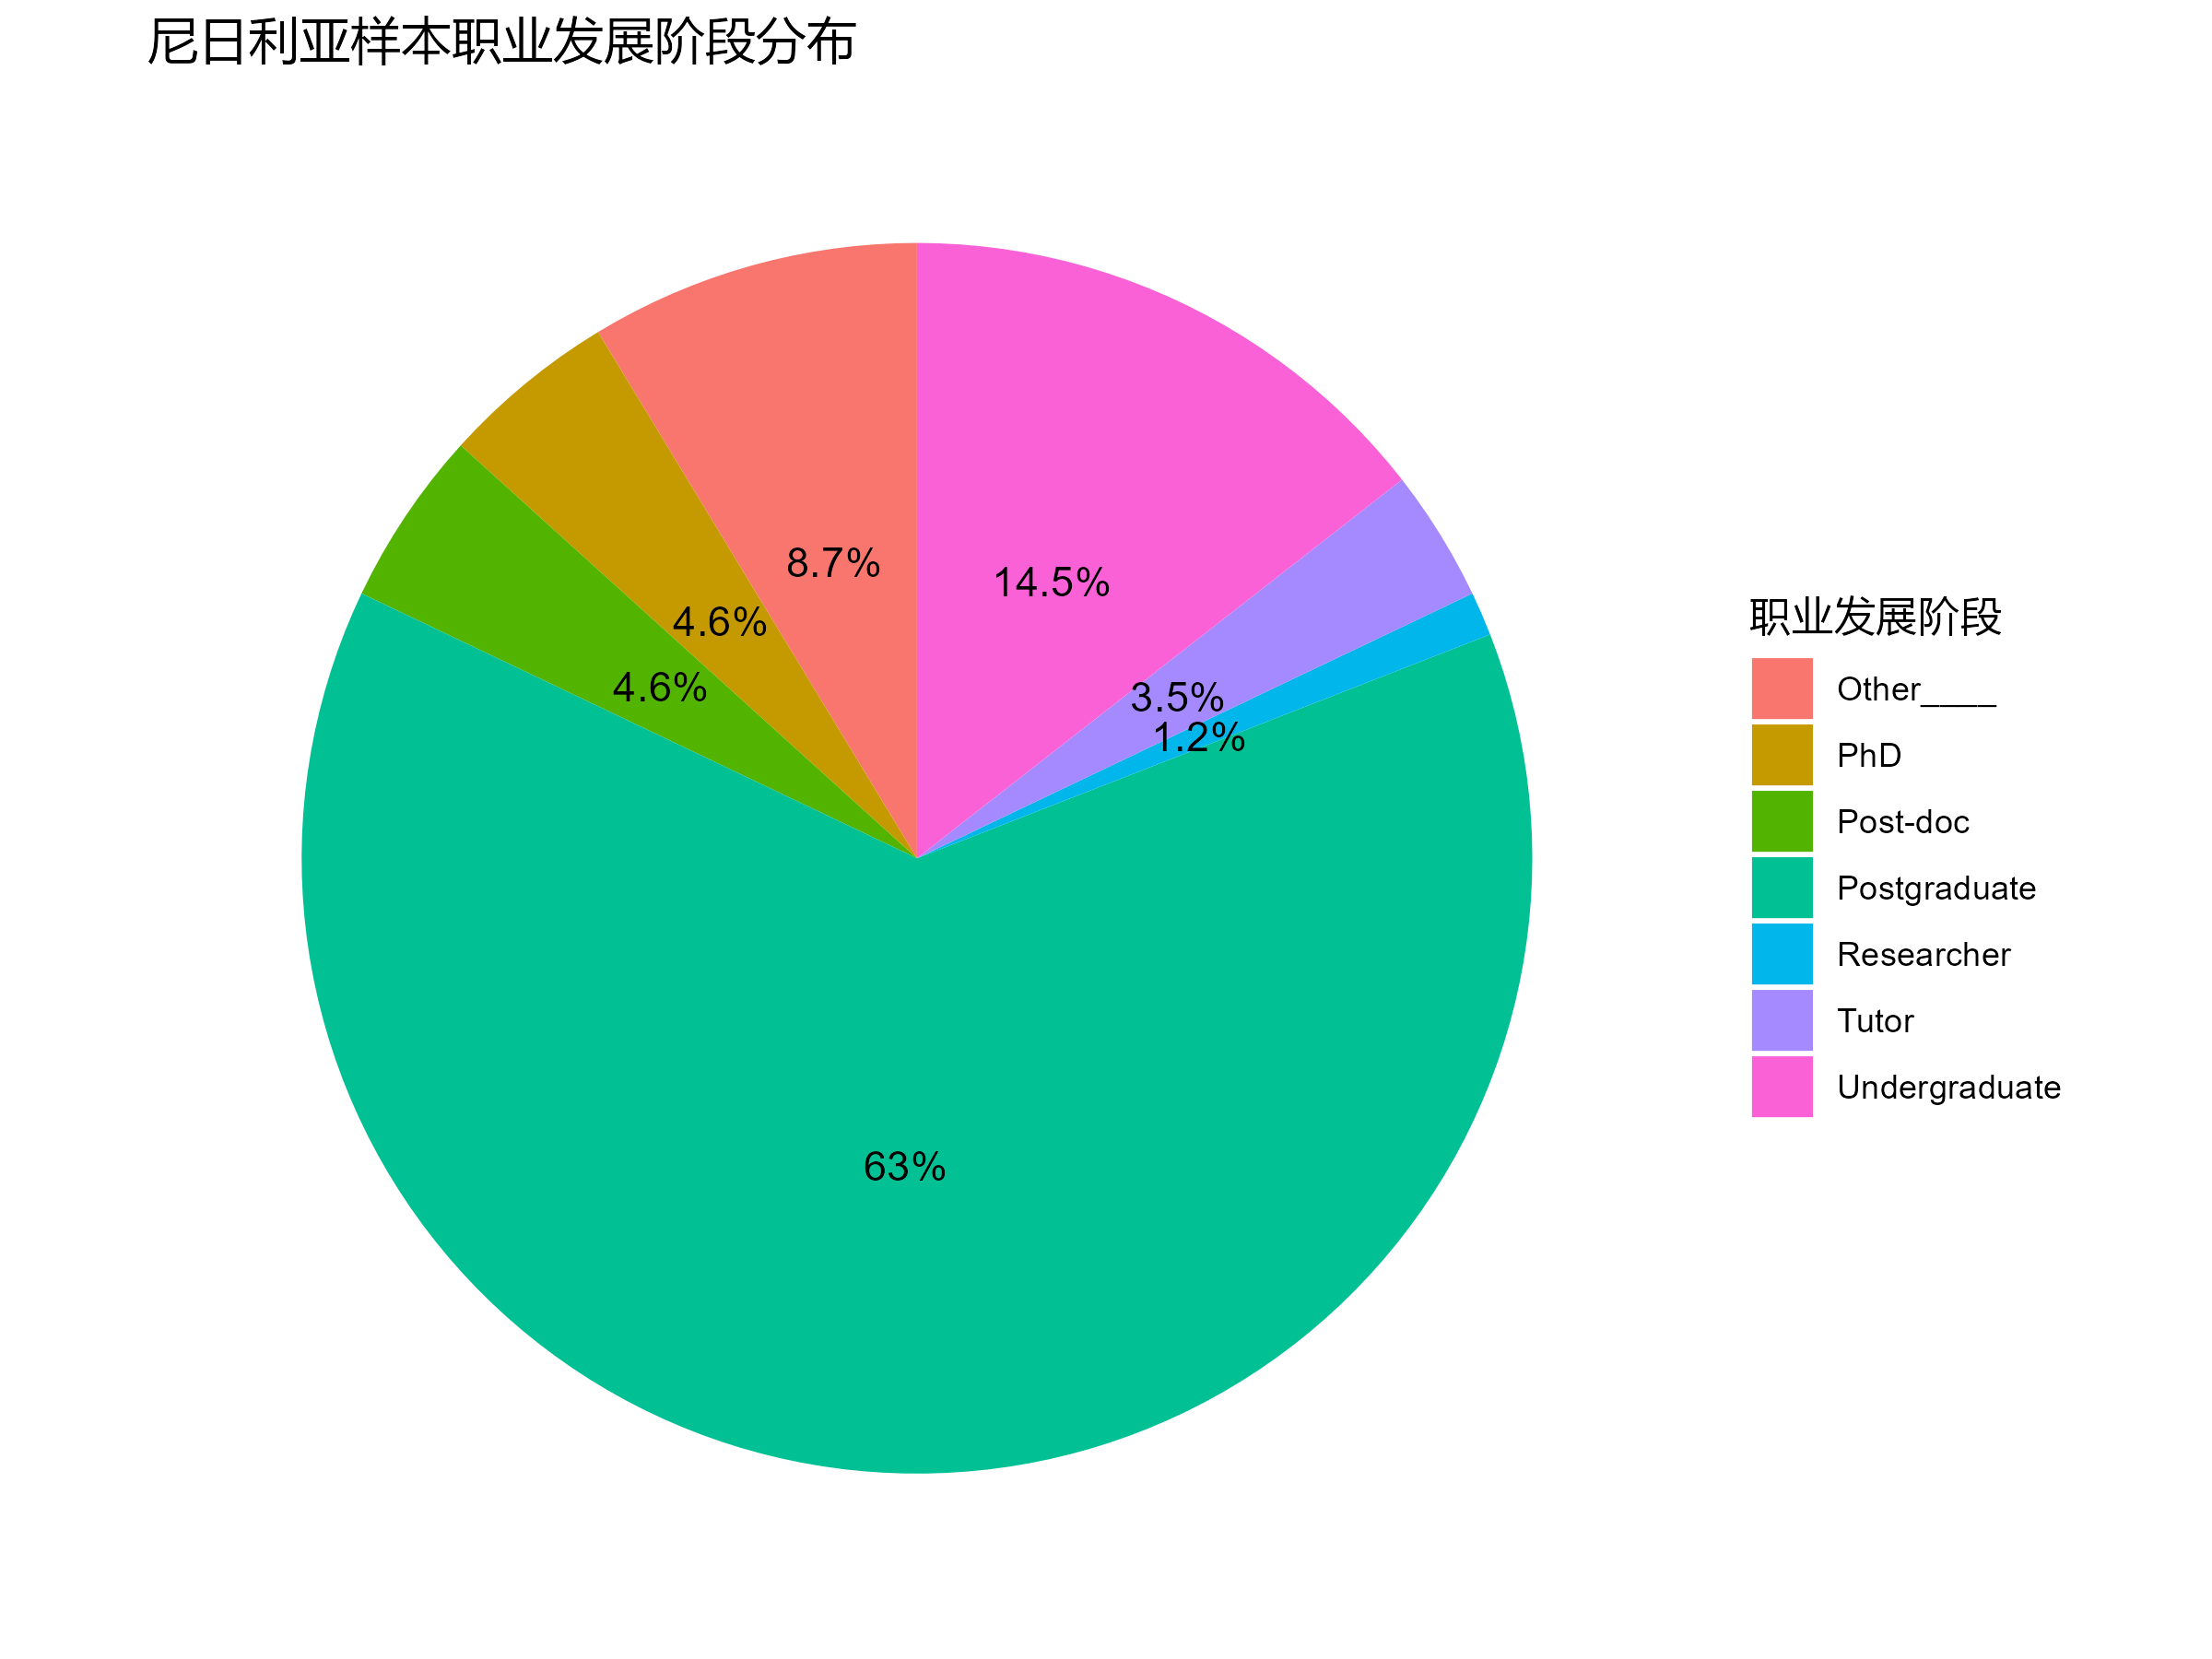 尼日利亚样本职业发展阶段分布
8.7%
14.5%
4.6%
4.6%
3.5%
1.2%
63%
职业发展阶段
Other____
PhD
Post-doc
Postgraduate
Researcher
Tutor
Undergraduate